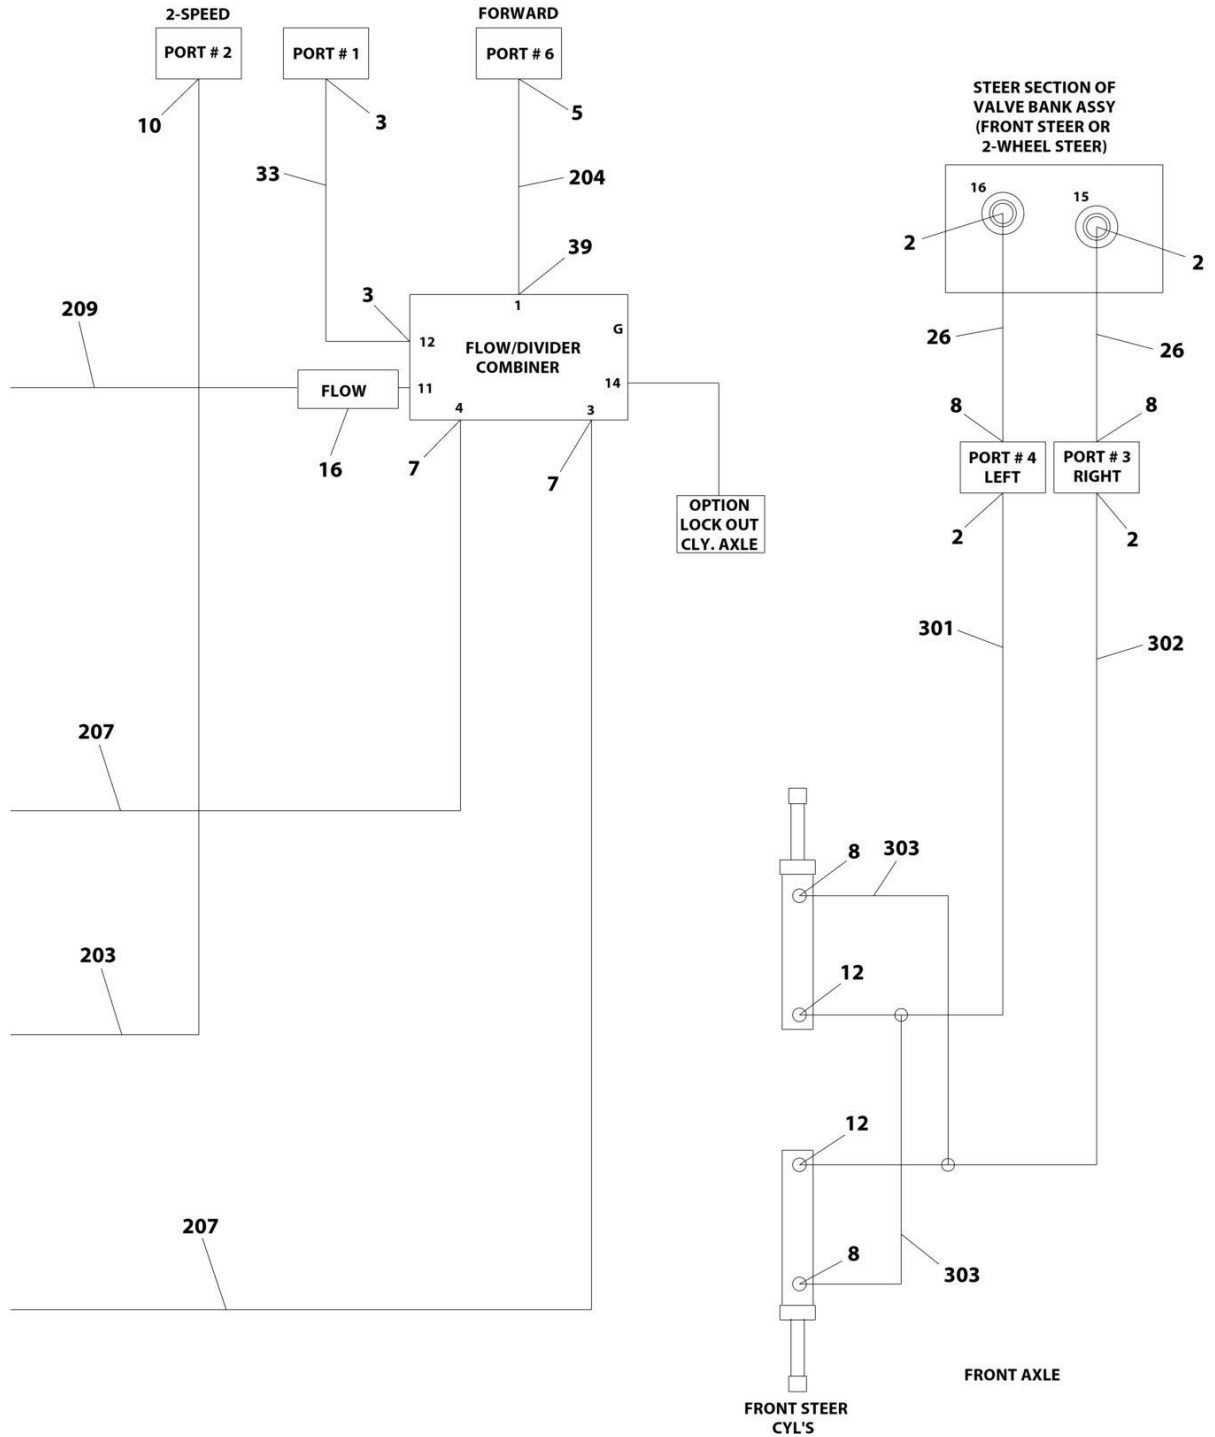 2-SPEED
FORWARD
PORT # 2
PORT # 1
PORT # 6
10
3
5
33
204
39
3
209
1
G
12
FLOW/DIVIDER
COMBINER
14
FLOW
11
4
3
16
7
7
OPTION
LOCK OUT
CLY. AXLE
207
203
207
STEER SECTION OF
VALVE BANK ASSY
(FRONT STEER OR
2-WHEEL STEER)
16
15
2
2
26
26
8
8
PORT # 4
LEFT
PORT # 3
RIGHT
2
2
301
302
8
303
12
12
8
303
FRONT AXLE
FRONT STEER
CYL'S